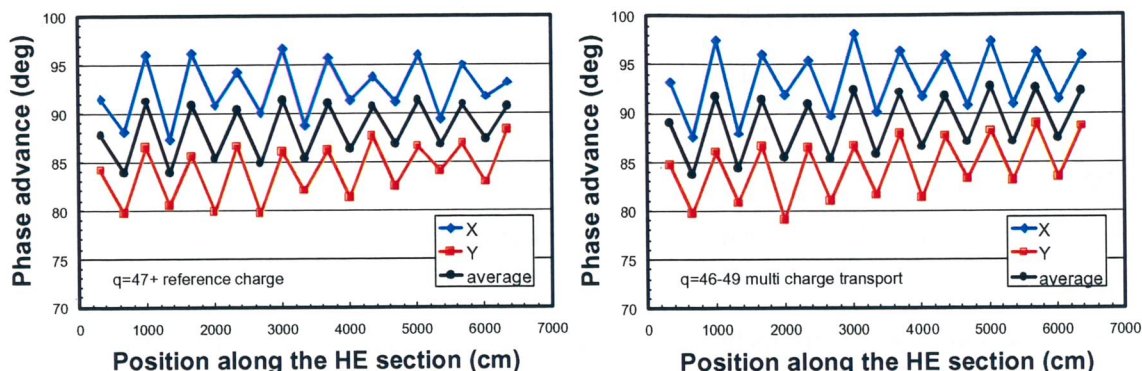 100
95
90
85
80
75
70
Phase advance (deg)
X
Y
average
q=47+ reference charge
0 1000 2000 3000 4000 5000 6000 7000
Position along the HE section (cm)
100
95
90
85
80
75
70
Phase advance (deg)
X
Y
average
q=46-49 multi charge transport
0 1000 2000 3000 4000 5000 6000 7000
Position along the HE section (cm)